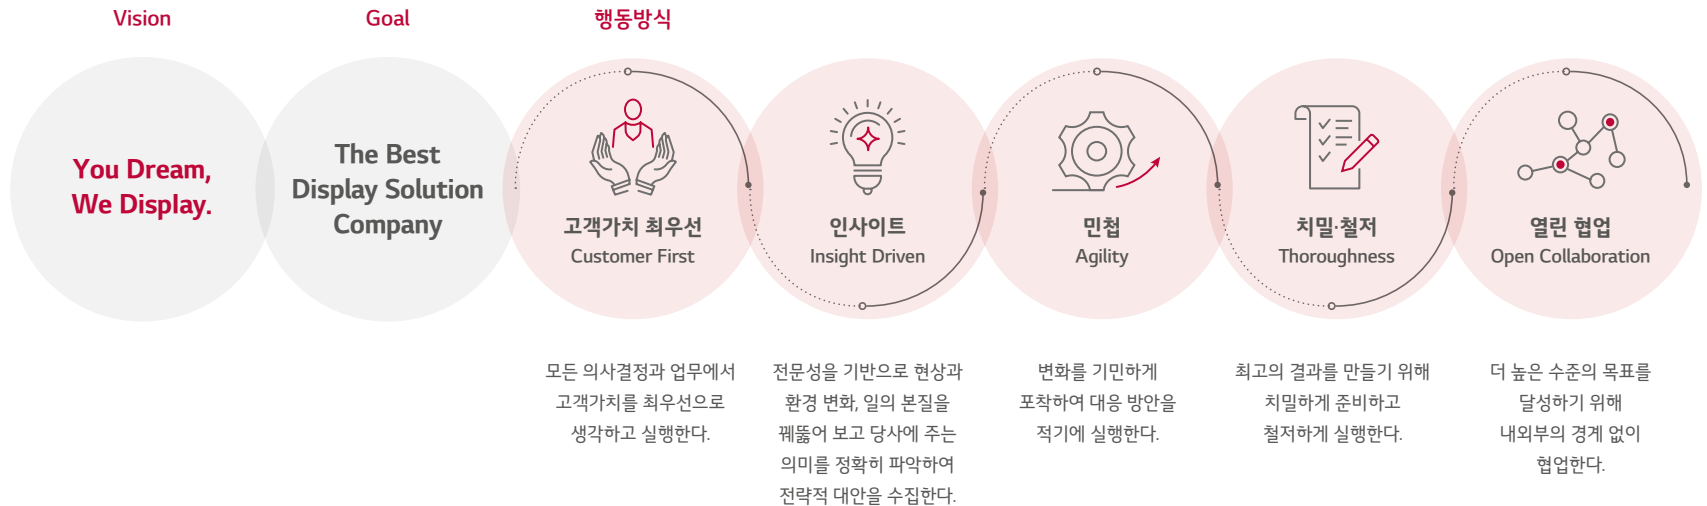 Vision
Goal
행동방식
You Dream,
We Display.
The Best
Display Solution
Company
고객가치 최우선
Customer First
인사이트
Insight Driven
민첩
Agility
치밀·철저
Thoroughness
열린 협업
Open Collaboration
모든 의사결정과 업무에서
고객가치를 최우선으로
생각하고 실행한다.
전문성을 기반으로 현상과
환경 변화, 일의 본질을
꿰뚫어 보고 당사에 주는
의미를 정확히 파악하여
전략적 대안을 수집한다.
변화를 기민하게
포착하여 대응 방안을
적기에 실행한다.
최고의 결과를 만들기 위해
치밀하게 준비하고
철저하게 실행한다.
더 높은 수준의 목표를
달성하기 위해
내외부의 경계 없이
협업한다.